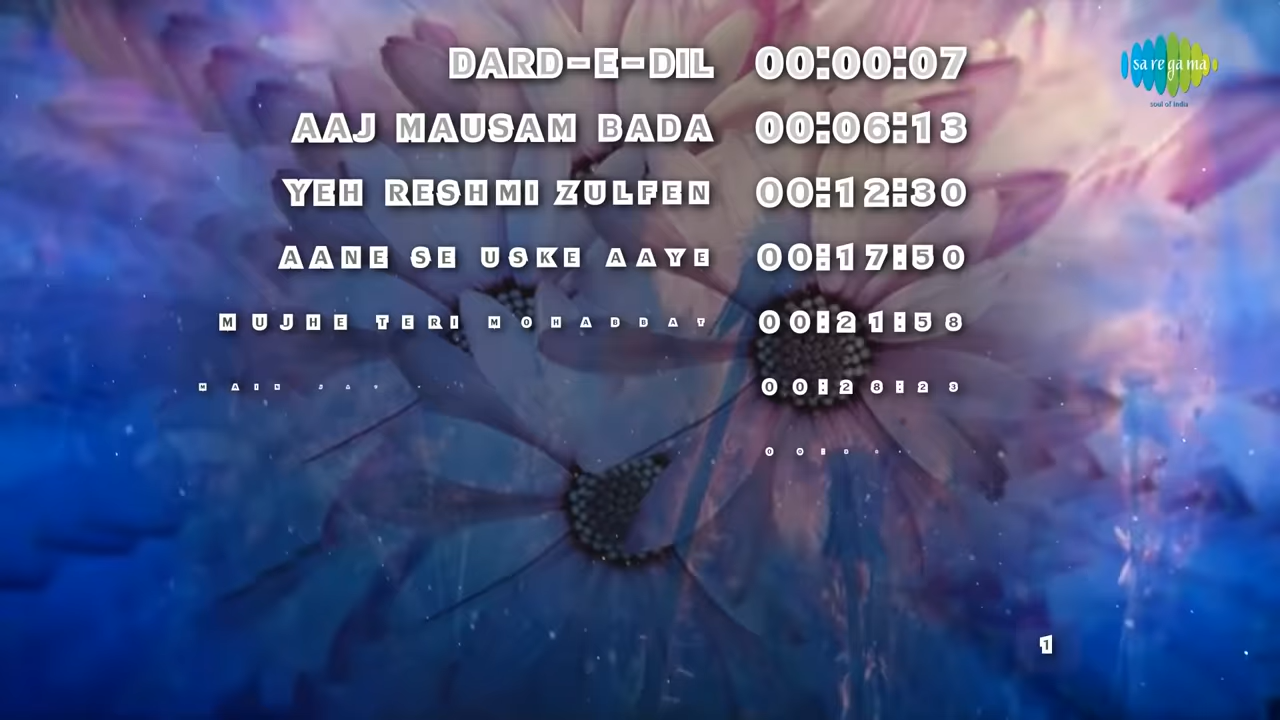 DARD-E-DIL 00:00:07
sa re ga ma
soul of india
AAJ MAUSAM BADA 00:06:13
YEH RESHMI ZULFEN 00:12:30
AANE SE USKE AAYE 00:17:50
MUJHE TERI MOHABBAT 00:21:58
MAIN 00:28:23
1